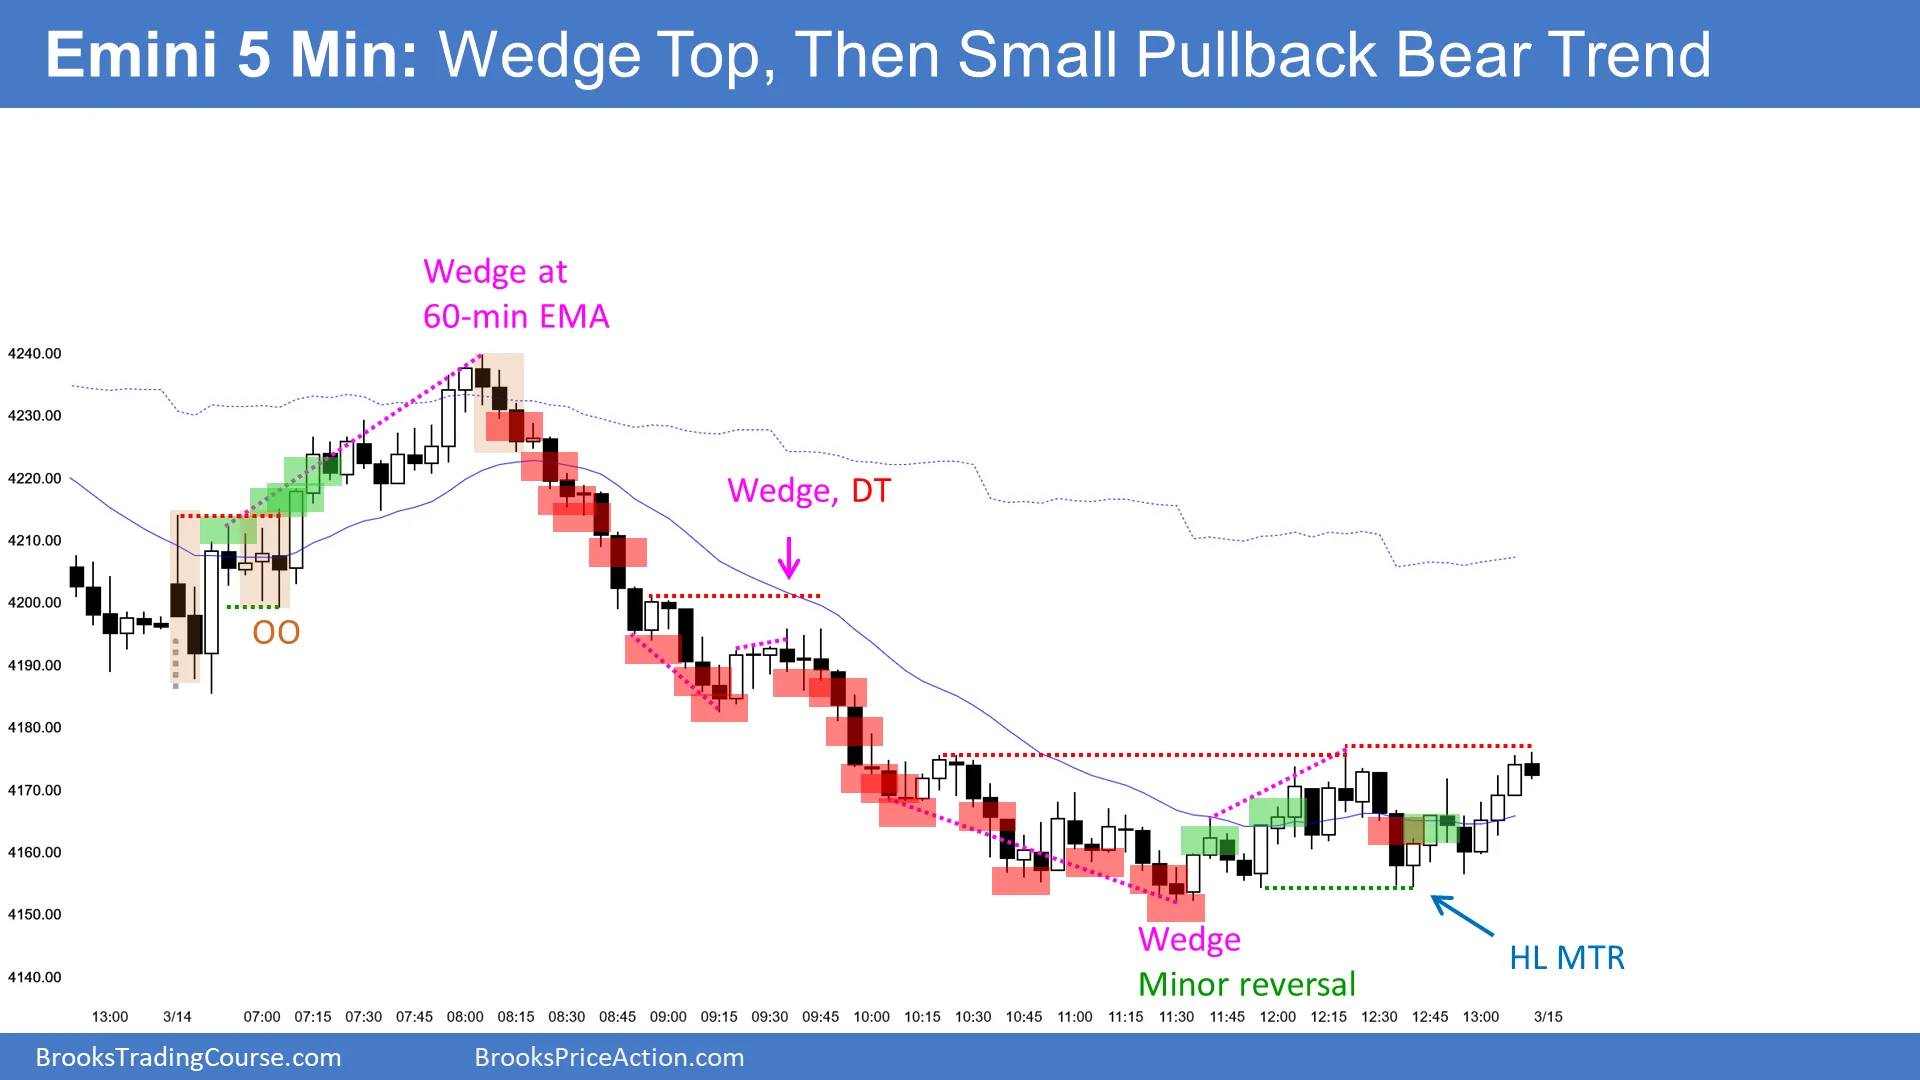 Emini 5 Min: Wedge Top, Then Small Pullback Bear Trend
Wedge at
60-min EMA
4240.00
4230.00
4220.00
Wedge, DT
4210.00
4200.00
OO
4190.00
4180.00
4170.00
4160.00
4150.00
Wedge
HL MTR
4140.00
Minor reversal
13:00 3/14 07:00 07:15 07:30 07:45 08:00 08:15 08:30 08:45 09:00 09:15 09:30 09:45 10:00 10:15 10:30 10:45 11:00 11:15 11:30 11:45 12:00 12:15 12:30 12:45 13:00 3/15
BrooksTradingCourse.com BrooksPriceAction.com